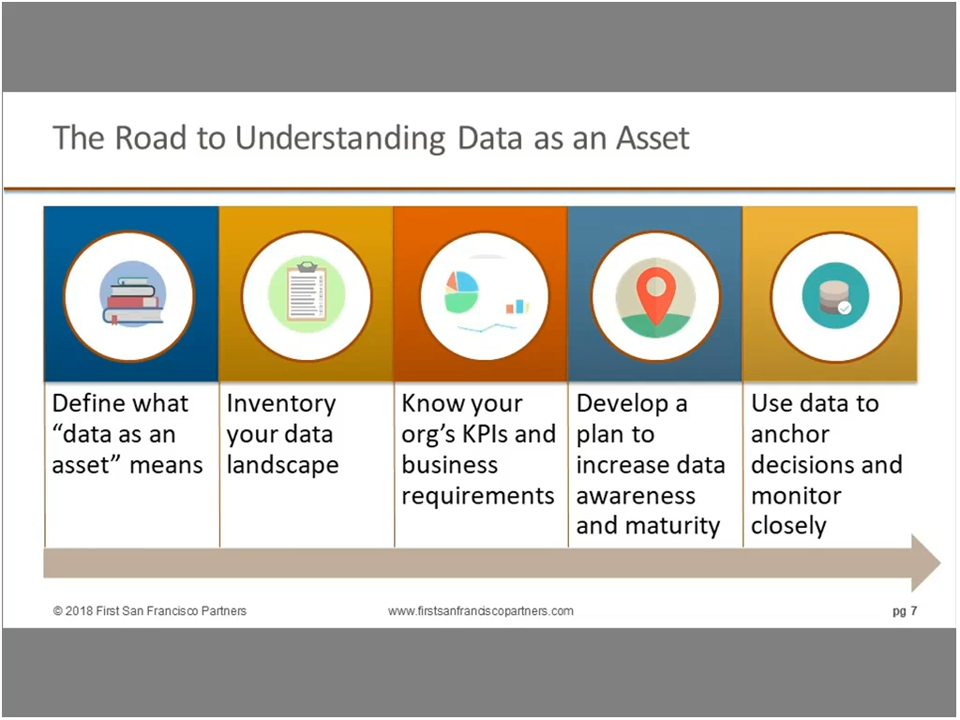 The Road to Understanding Data as an Asset
Define what
“data as an
asset” means
Inventory
your data
landscape
Know your
org’s KPIs and
business
requirements
Develop a
plan to
increase data
awareness
and maturity
Use data to
anchor
decisions and
monitor
closely
© 2018 First San Francisco Partners
www.firstsanfranciscopartners.com
pg 7